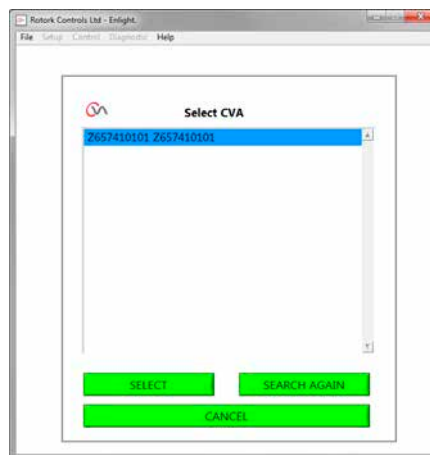 Rotork Controls Ltd - Enlight.
File Setup Control Diagnostic Help
Select CVA
Z657410101 Z657410101
SELECT SEARCH AGAIN
CANCEL